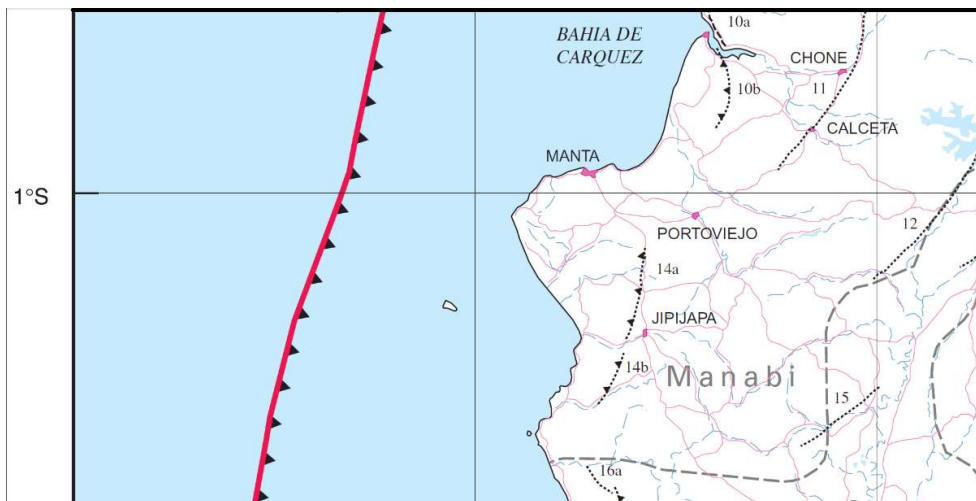 10a
BAHIA DE
CARQUEZ
CHONE
10b
11
CALCETA
MANTA
1°S
PORTOVIEJO
12
14a
JIPIJAPA
14b
Manabi
15
16a